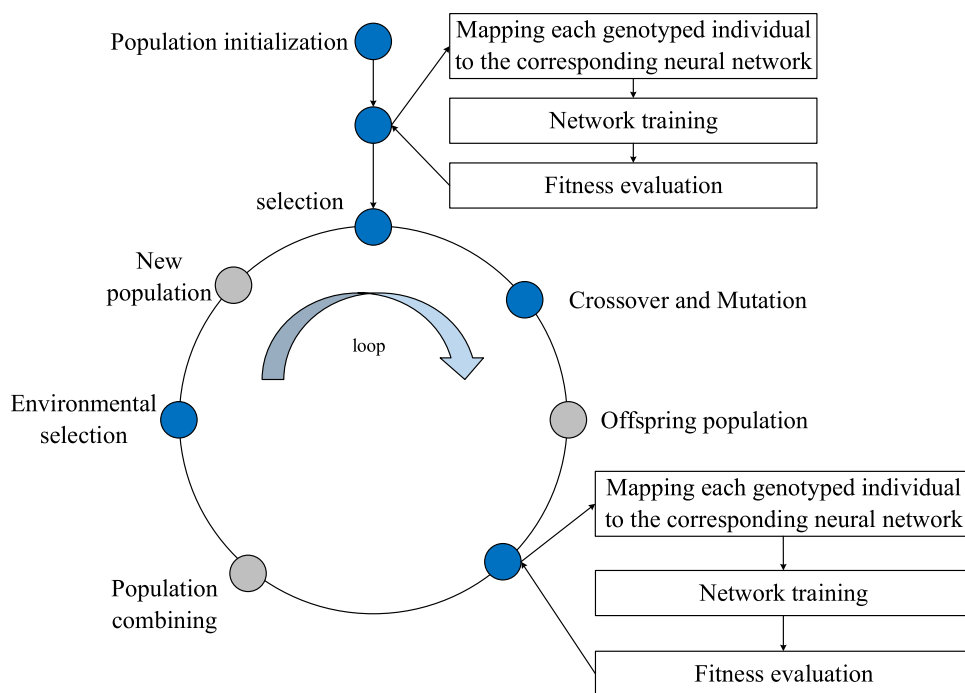 Population initialization
Mapping each genotyped individual
to the corresponding neural network
Network training
Fitness evaluation
selection
New
population
Crossover and Mutation
loop
Environmental
selection
Offspring population
Mapping each genotyped individual
to the corresponding neural network
Network training
Fitness evaluation
Population
combining